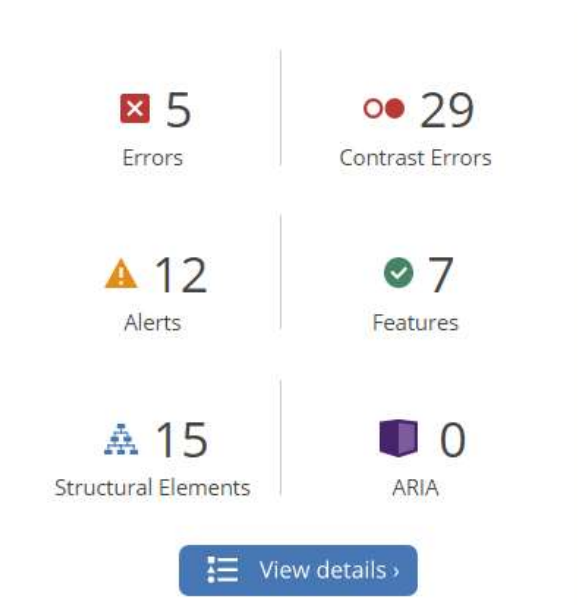 5 29
Errors Contrast Errors
12 7
Alerts Features
15 0
Structural Elements ARIA
View details ›